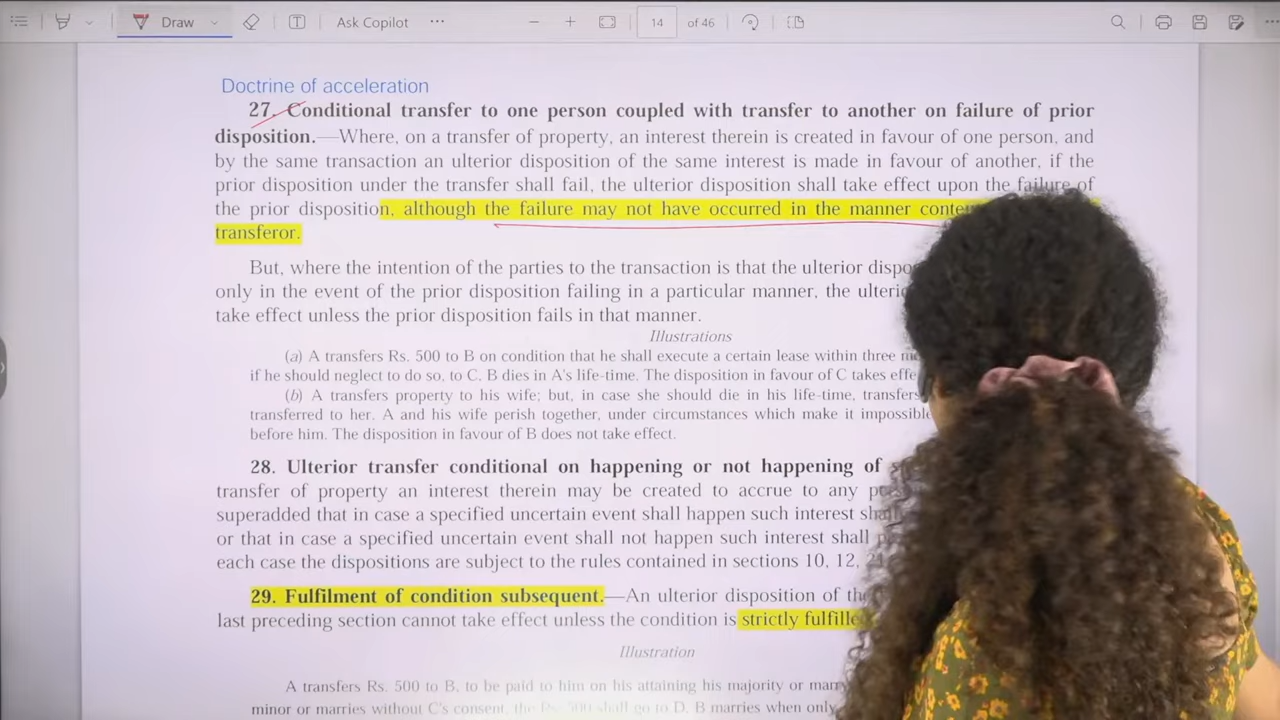 Draw
Ask Copilot
14 of 46
Doctrine of acceleration
27. Conditional transfer to one person coupled with transfer to another on failure of prior
disposition.—Where, on a transfer of property, an interest therein is created in favour of one person, and
by the same transaction an ulterior disposition of the same interest is made in favour of another, if the
prior disposition under the transfer shall fail, the ulterior disposition shall take effect upon the failure of
the prior disposition, although the failure may not have occurred in the manner
transferor.
But, where the intention of the parties to the transaction is that the ulterior
only in the event of the prior disposition failing in a particular manner, the
take effect unless the prior disposition fails in that manner.
Illustrations
(a) A transfers Rs. 500 to B on condition that he shall execute a certain lease within three
if he should neglect to do so, to C. B dies in A's life-time. The disposition in favour of C takes
(b) A transfers property to his wife; but, in case she should die in his life-time, transfers
transferred to her. A and his wife perish together, under circumstances which make it
before him. The disposition in favour of B does not take effect.
28. Ulterior transfer conditional on happening or not happening of
transfer of property an interest therein may be created to accrue to any
superadded that in case a specified uncertain event shall happen such interest
or that in case a specified uncertain event shall not happen such interest shall
each case the dispositions are subject to the rules contained in sections 10, 12,
29. Fulfilment of condition subsequent.—An ulterior disposition of
last preceding section cannot take effect unless the condition is strictly
Illustration
A transfers Rs. 500 to B, to be paid to him on his attaining his majority or
minor or marries without C's consent, the Rs. 500 shall go to D. B marries when only